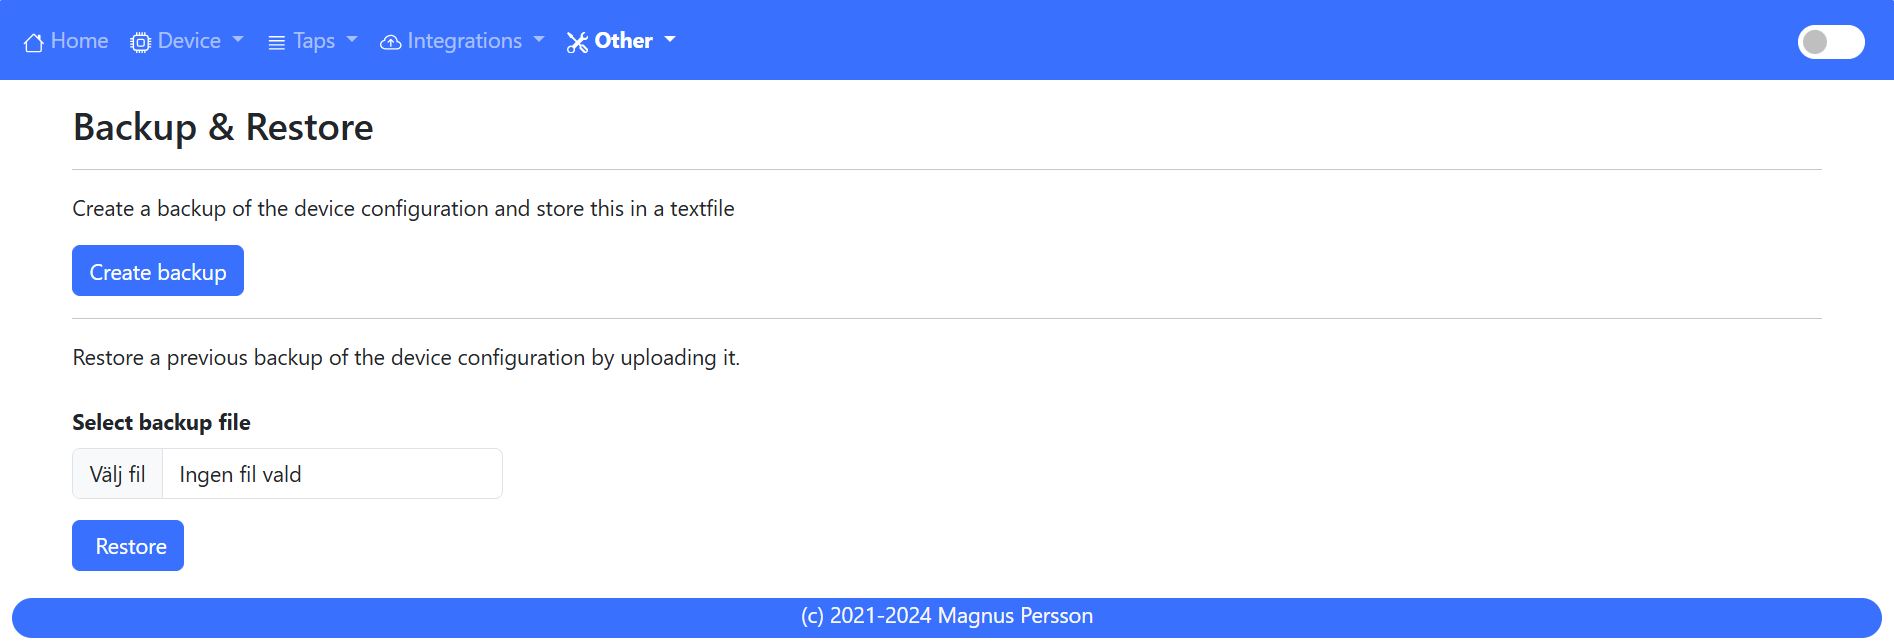 Home Device Taps Integrations Other
Backup & Restore
Create a backup of the device configuration and store this in a textfile
Create backup
Restore a previous backup of the device configuration by uploading it.
Select backup file
Välj fil Ingen fil vald
Restore
(c) 2021-2024 Magnus Persson